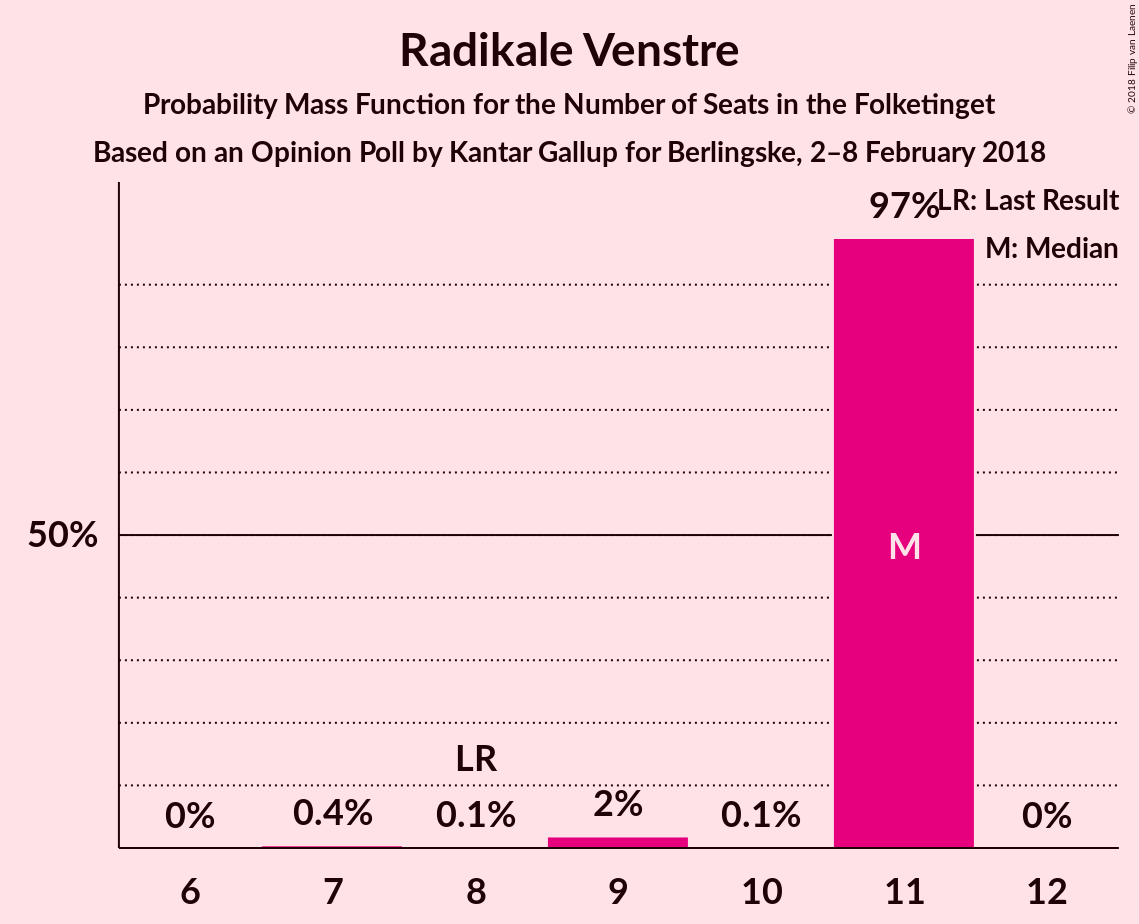 Radikale Venstre
Probability Mass Function for the Number of Seats in the Folketinget
Based on an Opinion Poll by Kantar Gallup for Berlingske, 2–8 February 2018
© 2018 Filip van Laenen
LR: Last Result
M: Median
97%
50%
M
LR
0%
0.4%
0.1%
2%
0.1%
0%
6 7 8 9 10 11 12